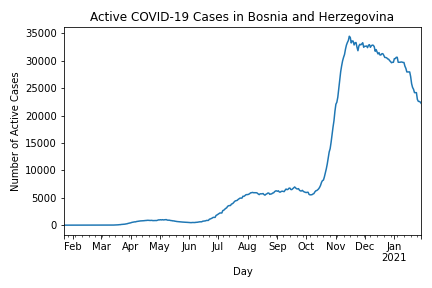 Active COVID-19 Cases in Bosnia and Herzegovina
Number of Active Cases
35000
30000
25000
20000
15000
10000
5000
0
Feb Mar Apr May Jun Jul Aug Sep Oct Nov Dec Jan
2021
Day